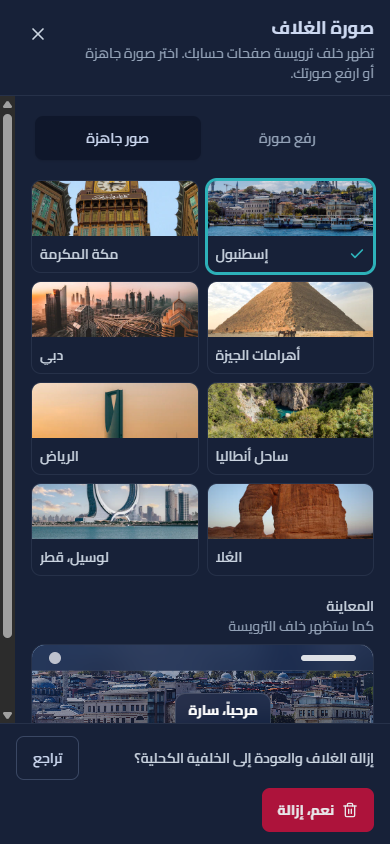 صورة الغلاف
تظهر خلف ترويسة صفحات حسابك. اختر صورة جاهزة
أو ارفع صورتك.
رفع صورة
صور جاهزة
إسطنبول
مكة المكرمة
أهرامات الجيزة
دبي
ساحل أنطاليا
الرياض
العُلا
لوسيل، قطر
المعاينة
كما ستظهر خلف الترويسة
مرحباً، سارة
إزالة الغلاف والعودة إلى الخلفية الكحلية؟
تراجع
نعم، إزالة